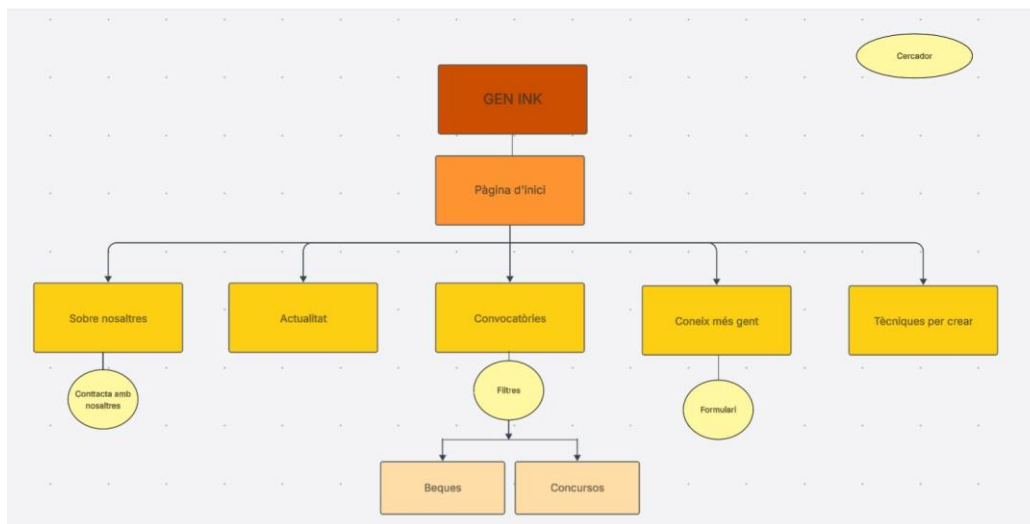 Cercador
GEN INK
Pàgina d'inici
Sobre nosaltres
Actualitat
Convocatòries
Coneix més gent
Tècniques per crear
Conttacta amb
nosaltres
Filtres
Formulari
Beques
Concursos